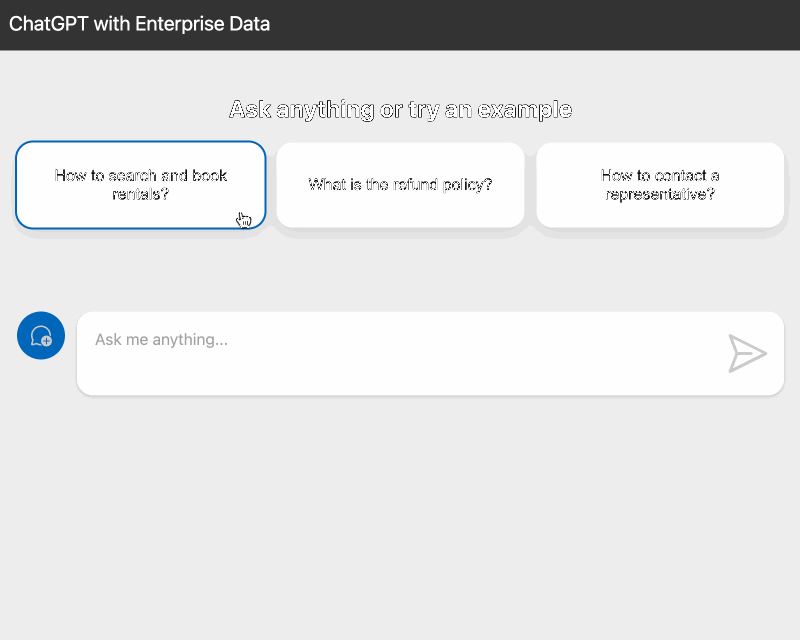 ChatGPT with Enterprise Data
Ask anything or try an example
How to search and book
rentals?
What is the refund policy?
How to contact a
representative?
Ask me anything...